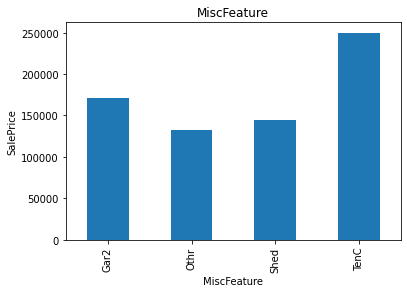 MiscFeature
250000
200000
150000
100000
50000
0
SalePrice
Gar2
Othr
Shed
TenC
MiscFeature